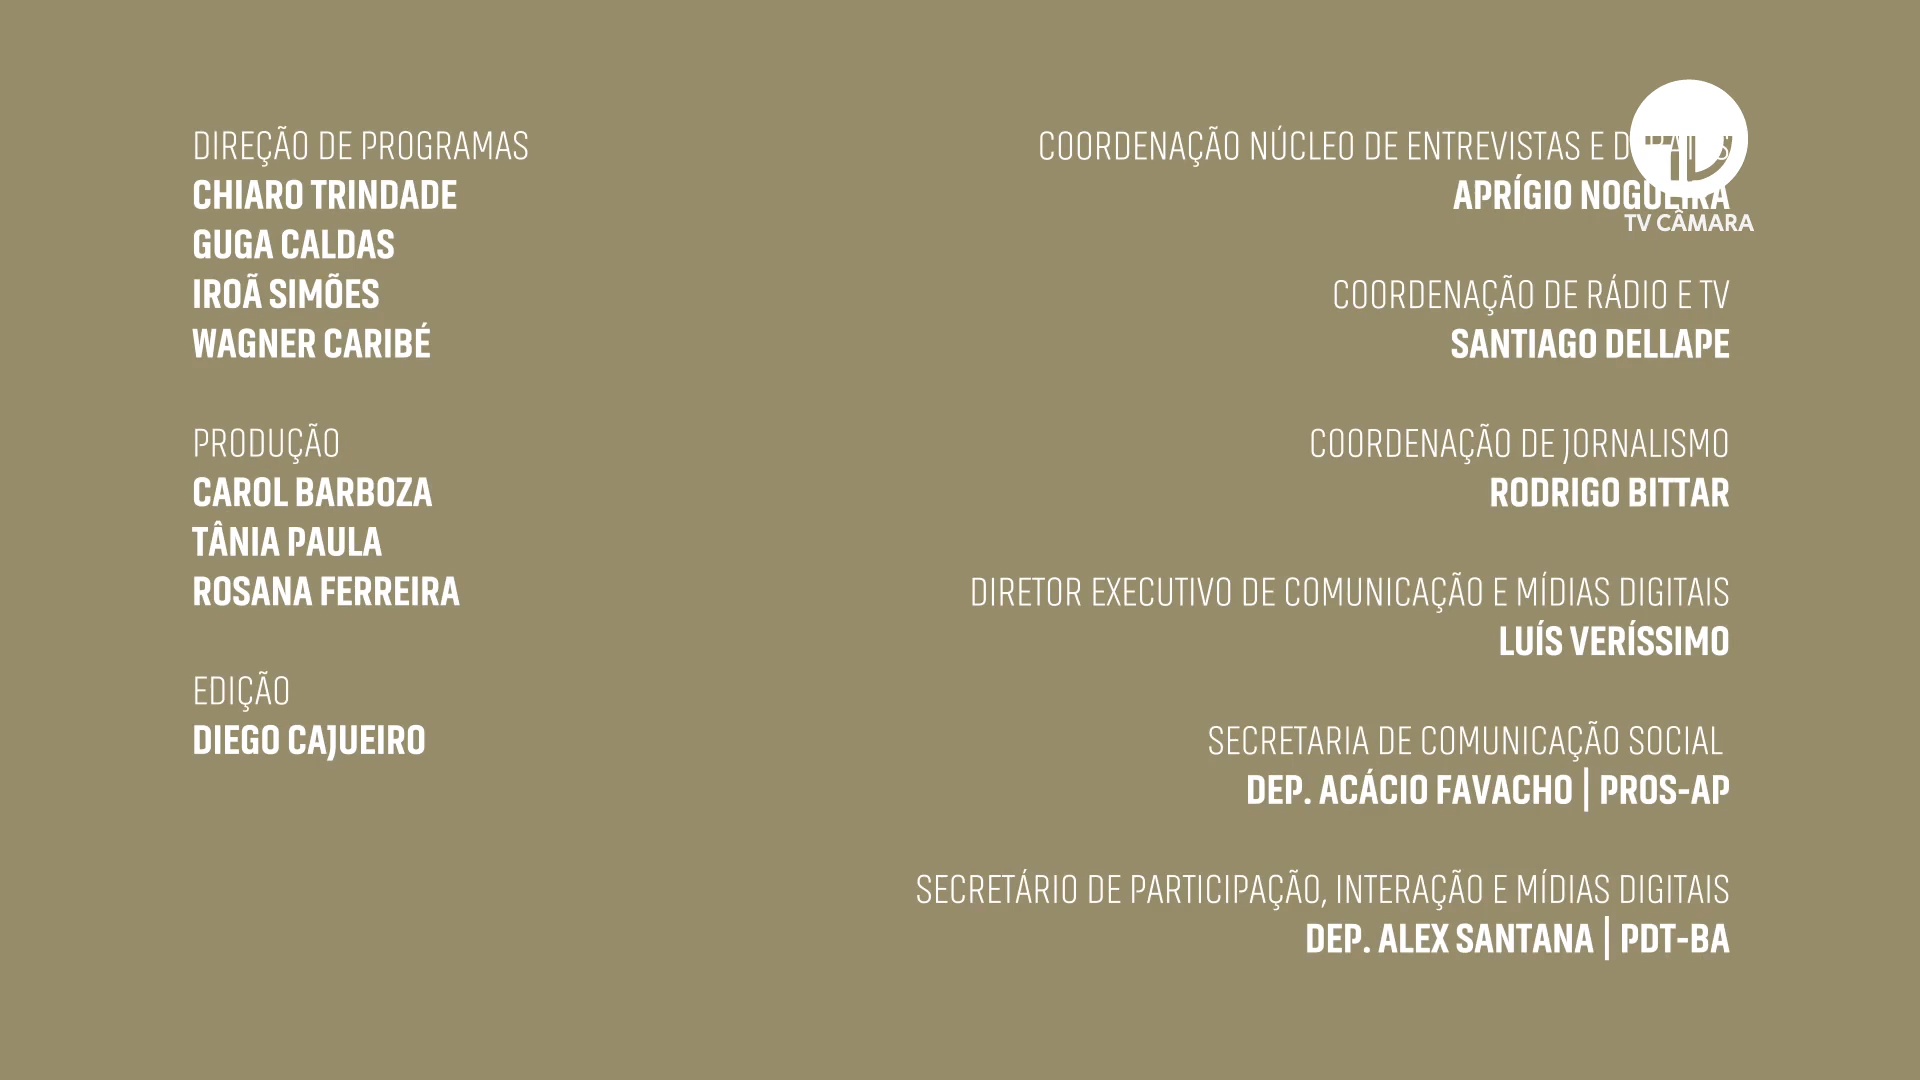 DIREÇÃO DE PROGRAMAS
CHIARO TRINDADE
GUGA CALDAS
IROÃ SIMÕES
WAGNER CARIBÉ
PRODUÇÃO
CAROL BARBOZA
TÂNIA PAULA
ROSANA FERREIRA
EDIÇÃO
DIEGO CAJUEIRO
COORDENAÇÃO NÚCLEO DE ENTREVISTAS E
APRÍGIO NOGUEIRA
TV CÂMARA
COORDENAÇÃO DE RÁDIO E TV
SANTIAGO DELLAPE
COORDENAÇÃO DE JORNALISMO
RODRIGO BITTAR
DIRETOR EXECUTIVO DE COMUNICAÇÃO E MÍDIAS DIGITAIS
LUÍS VERÍSSIMO
SECRETARIA DE COMUNICAÇÃO SOCIAL
DEP. ACÁCIO FAVACHO | PROS-AP
SECRETÁRIO DE PARTICIPAÇÃO, INTERAÇÃO E MÍDIAS DIGITAIS
DEP. ALEX SANTANA | PDT-BA